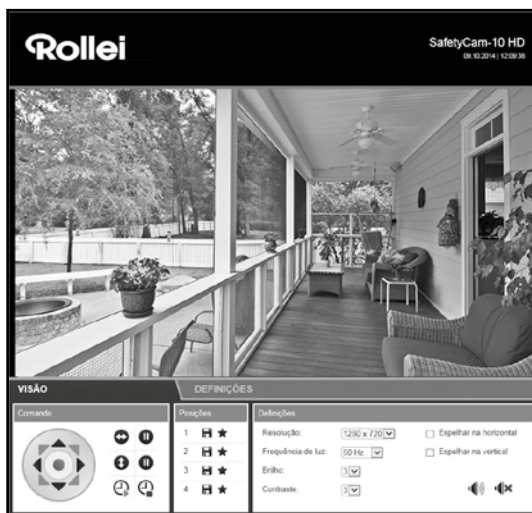 Rollei
SafetyCam-10 HD
09.10.2014 | 12:09:38
VISÃO
DEFINIÇÕES
Comando
Posições
Definições
1
2
3
4
Resolução:
1280 x 720
Espelhar na horizontal
Frequência de luz:
50 Hz
Espelhar na vertical
Brilho:
3
Contraste:
3